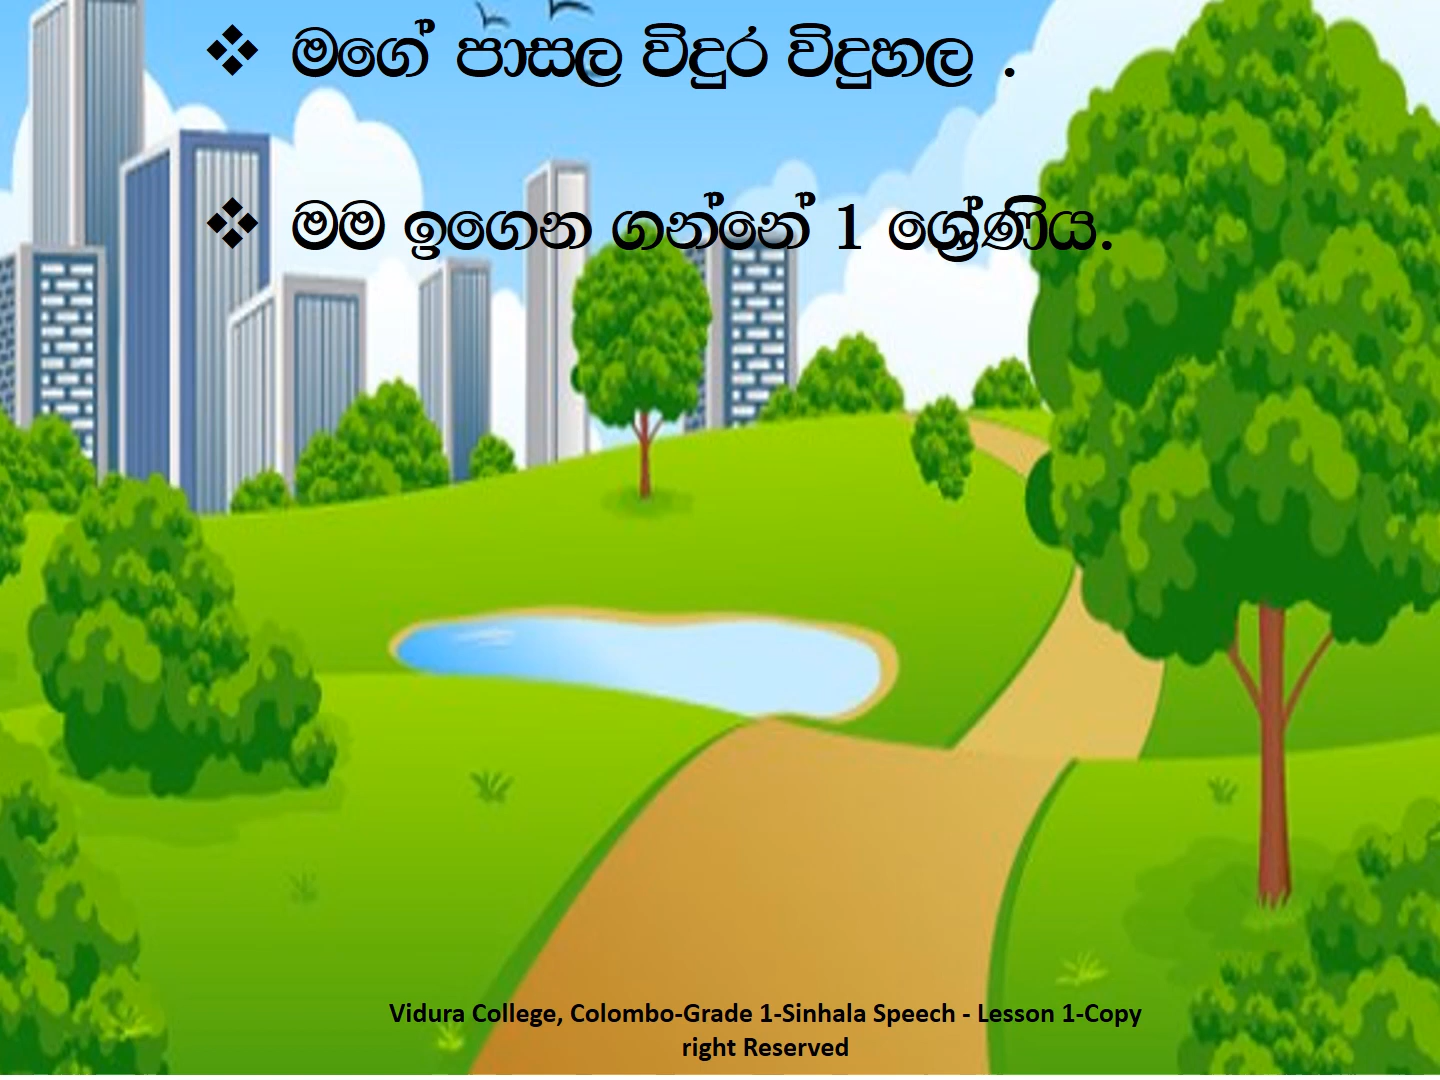 ❖ මගේ පාසල විදුර විදුහල .
❖ මම ඉගෙන ගන්නේ 1 ශ්‍රේණිය.
Vidura College, Colombo-Grade 1-Sinhala Speech - Lesson 1-Copy
right Reserved